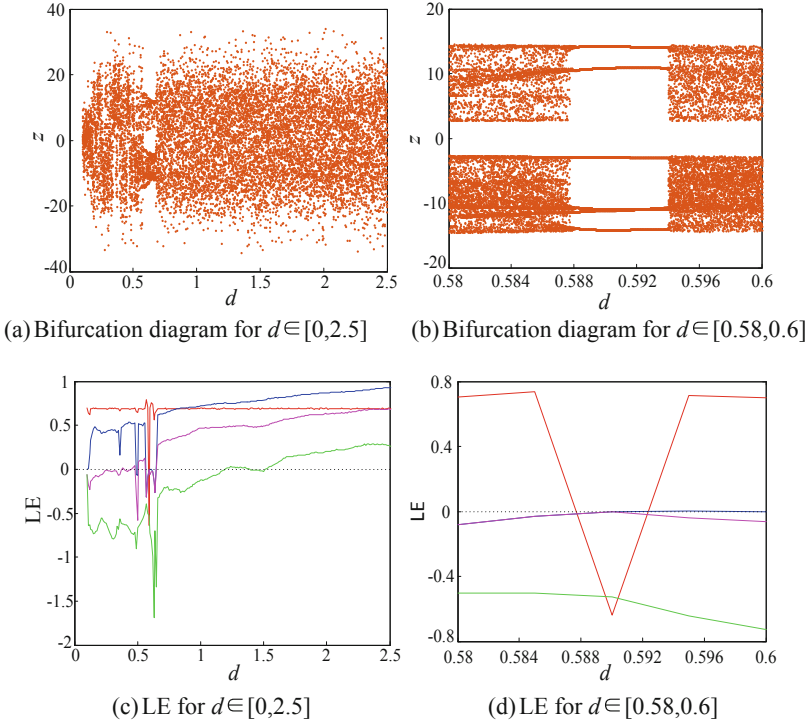 40
20
0
-20
-40
z
0 0.5 1 1.5 2 2.5
d
(a) Bifurcation diagram for d∈[0,2.5]
20
10
0
-10
-20
z
0.58 0.584 0.588 0.592 0.596 0.6
d
(b) Bifurcation diagram for d∈[0.58,0.6]
1
0.5
0
-0.5
-1
-1.5
-2
LE
0 0.5 1 1.5 2 2.5
d
(c) LE for d∈[0,2.5]
0.8
0.4
0
-0.4
-0.8
LE
0.58 0.584 0.588 0.592 0.596 0.6
d
(d) LE for d∈[0.58,0.6]